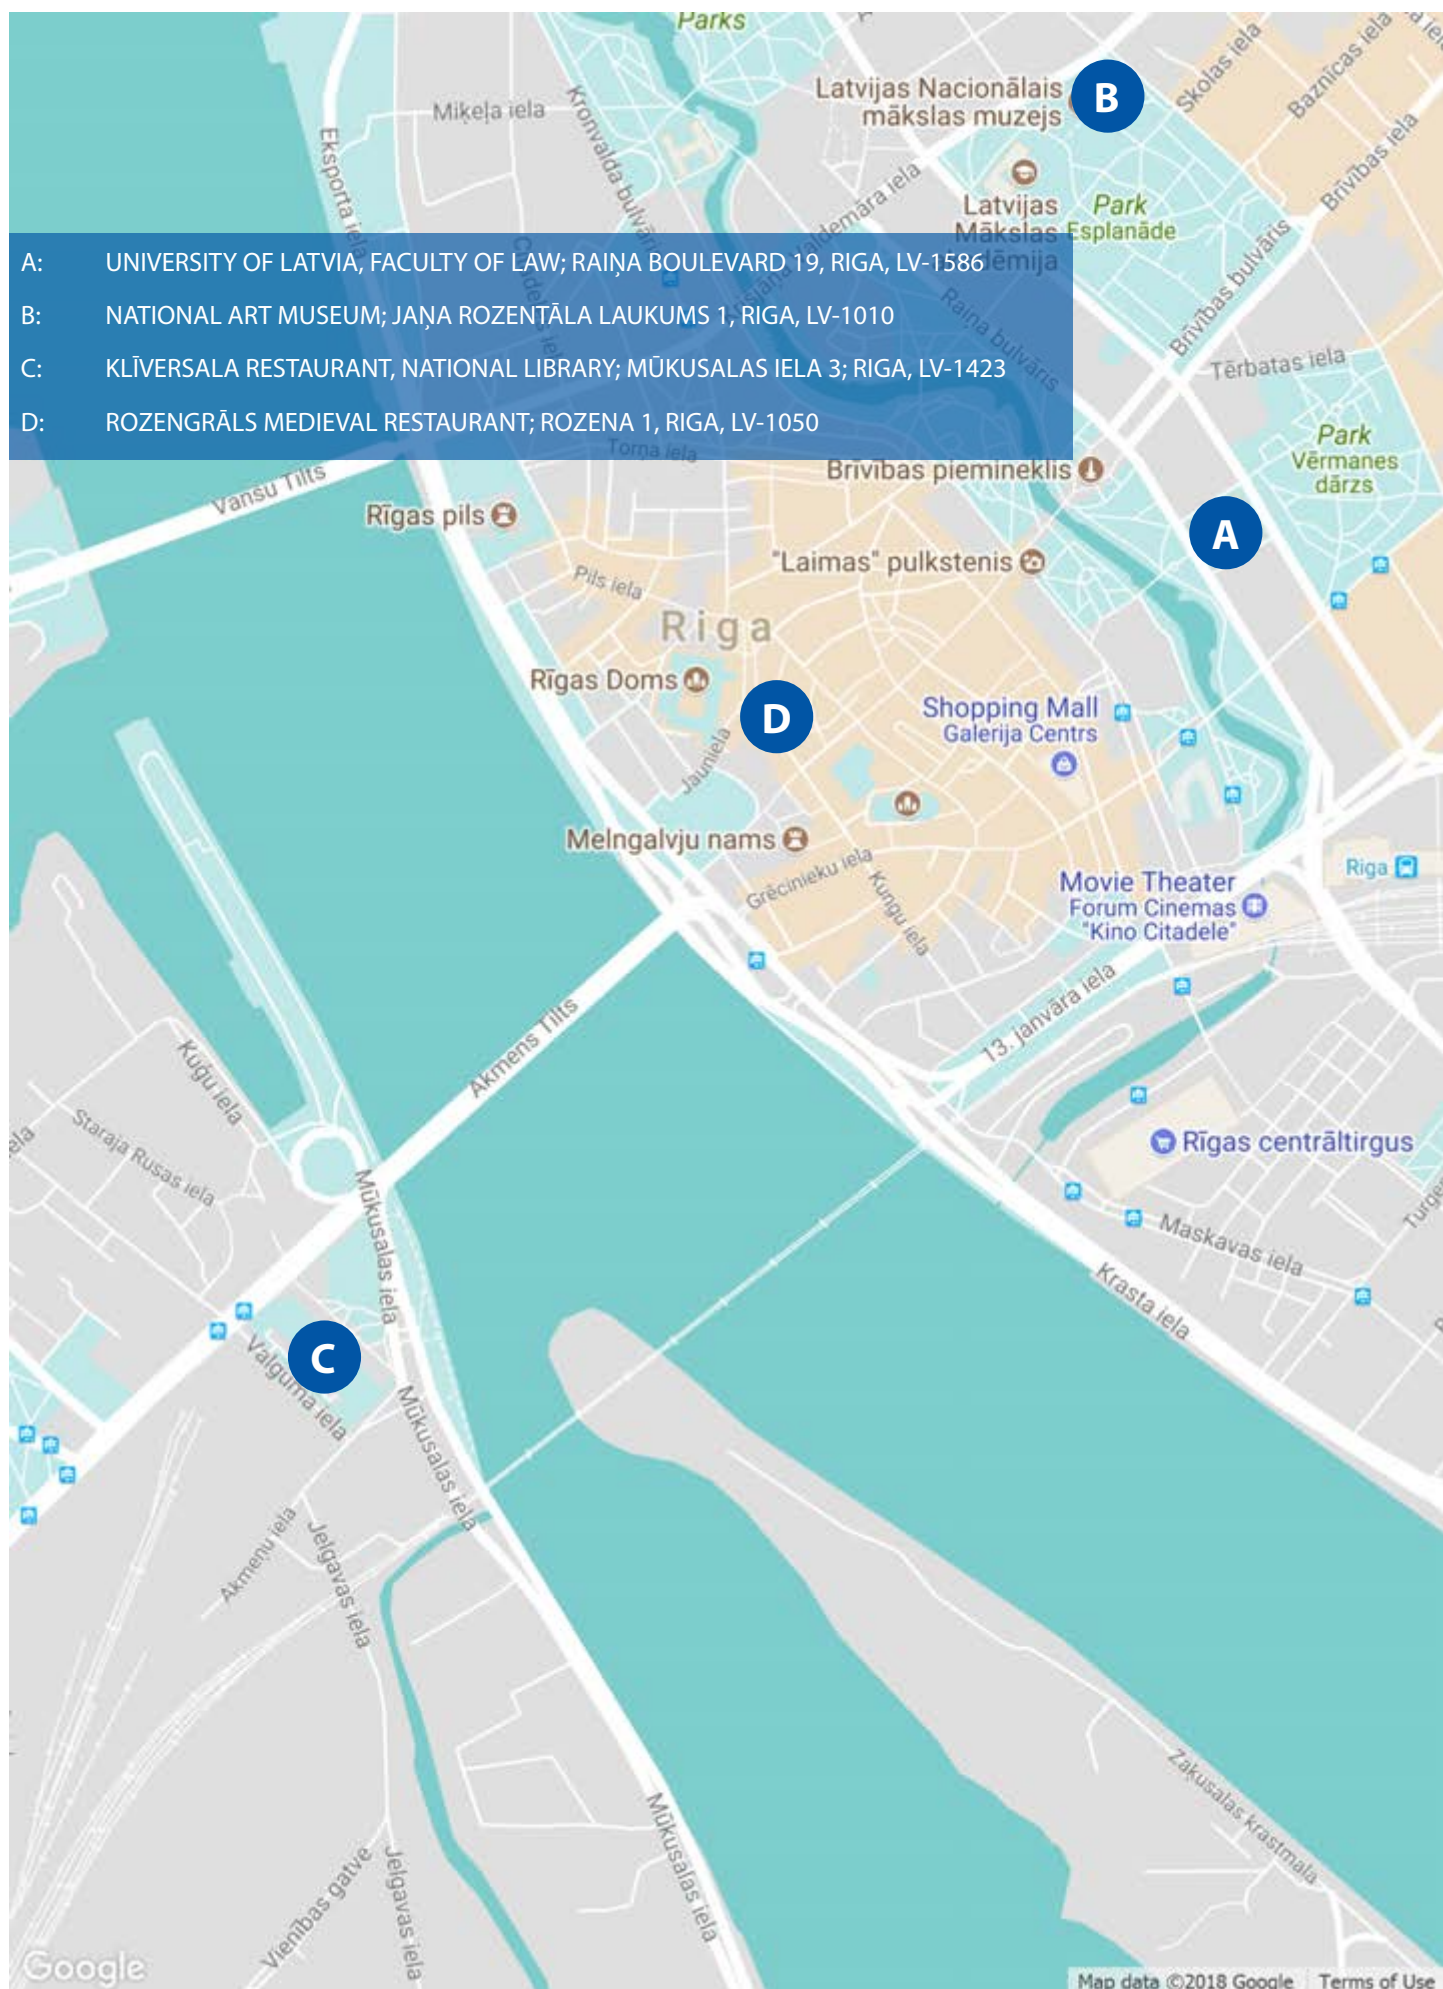 Parks
Latvijas Nacionālais
mākslas muzejs
B
Skolas iela
Baznīcas iela
Brīvības iela
Miķeļa iela
Kronvalda bulvāris
Eksporta iela
Latvijas
Mākslas
Park
Esplanāde
A: UNIVERSITY OF LATVIA, FACULTY OF LAW; RAIŅA BOULEVARD 19, RIGA, LV-1586
B: NATIONAL ART MUSEUM; JAŅA ROZENTĀLA LAUKUMS 1, RIGA, LV-1010
C: KLĪVERSALA RESTAURANT, NATIONAL LIBRARY; MŪKUSALAS IELA 3; RIGA, LV-1423
D: ROZENGRĀLS MEDIEVAL RESTAURANT; ROZENA 1, RIGA, LV-1050
Raiņa bulvāris
Brīvības bulvāris
Tērbatas iela
Torņa iela
Park
Vērmanes
dārzs
Brīvības piemineklis
Vanšu Tilts
Rīgas pils
A
"Laimas" pulkstenis
Pils iela
Riga
Rīgas Doms
D
Shopping Mall
Galerija Centrs
Jauniela
Melngalvju nams
Grēcinieku iela
Kungu iela
Riga
Movie Theater
Forum Cinemas
"Kino Citadele"
13. janvāra iela
Akmens Tilts
Kuģu iela
Staraja Rusas iela
Rīgas centrāltirgus
Mūkusalas iela
Maskavas iela
Krasta iela
C
Valguma iela
Mūkusalas iela
Akmeņu iela
Jelgavas iela
Zaķusalas krastmala
Mūkusalas iela
Vienības gatve
Jelgavas iela
Google
Map data ©2018 Google Terms of Use